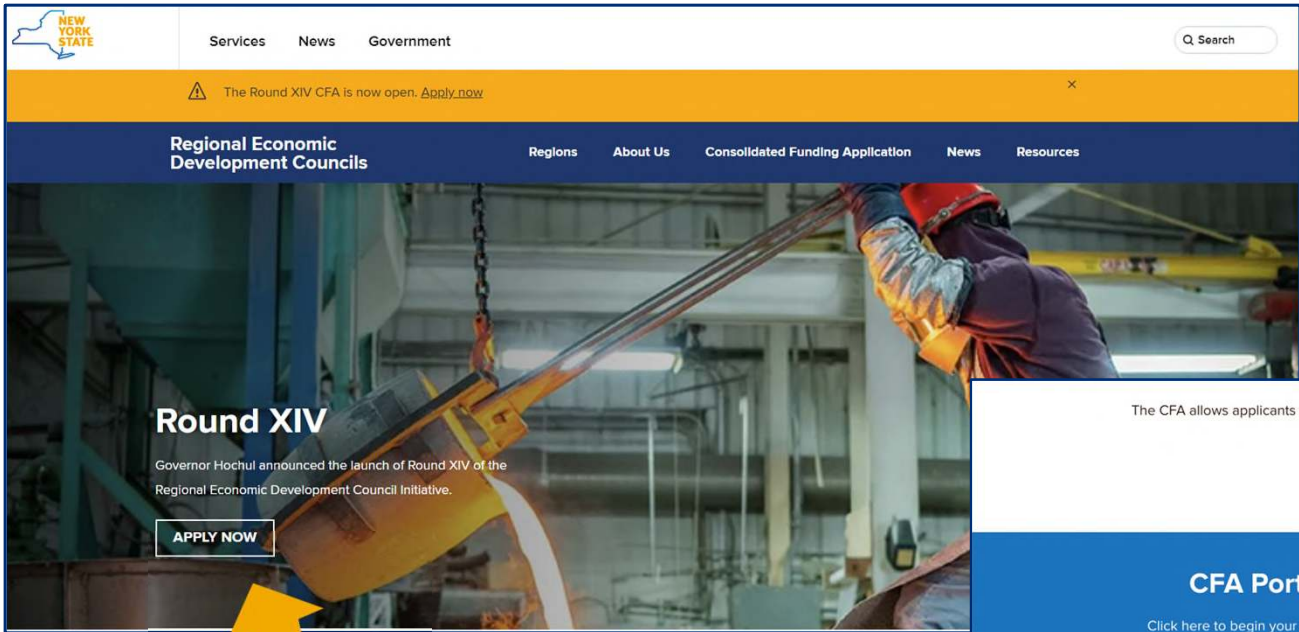 NEW
YORK
STATE
Services News Government
Search
The Round XIV CFA is now open. Apply now
Regional Economic
Development Councils
Regions About Us Consolidated Funding Application News Resources
Round XIV
Governor Hochul announced the launch of Round XIV of the
Regional Economic Development Council Initiative.
APPLY NOW
The CFA allows applicants
CFA Port
Click here to begin your